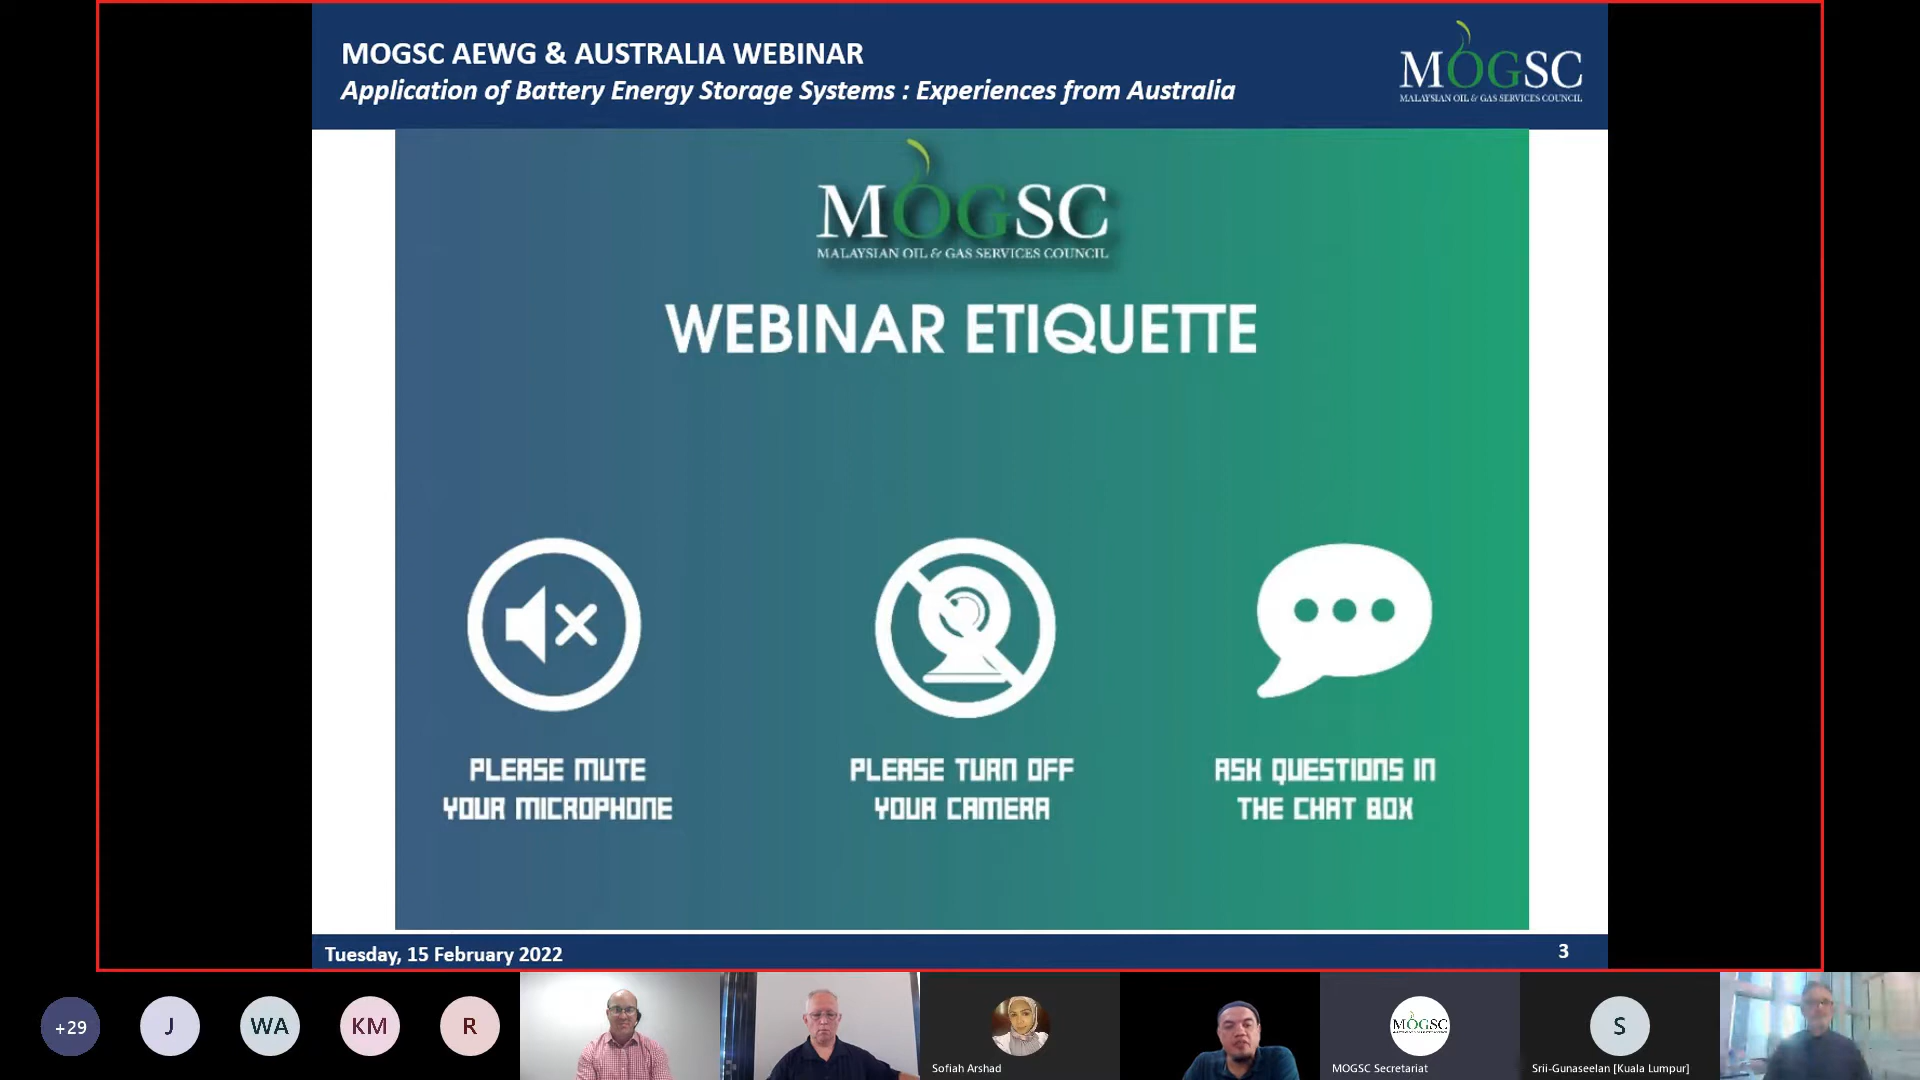 MOGSC AEWG & AUSTRALIA WEBINAR
Application of Battery Energy Storage Systems : Experiences from Australia
MOGSC
MALAYSIAN OIL & GAS SERVICES COUNCIL
MOGSC
MALAYSIAN OIL & GAS SERVICES COUNCIL
WEBINAR ETIQUETTE
PLEASE MUTE
YOUR MICROPHONE
PLEASE TURN OFF
YOUR CAMERA
ASK QUESTIONS IN
THE CHAT BOX
Tuesday, 15 February 2022
3
+29
J
WA
KM
R
Sofiah Arshad
MOGSC
MOGSC Secretariat
S
Srii-Gunaseelan [Kuala Lumpur]